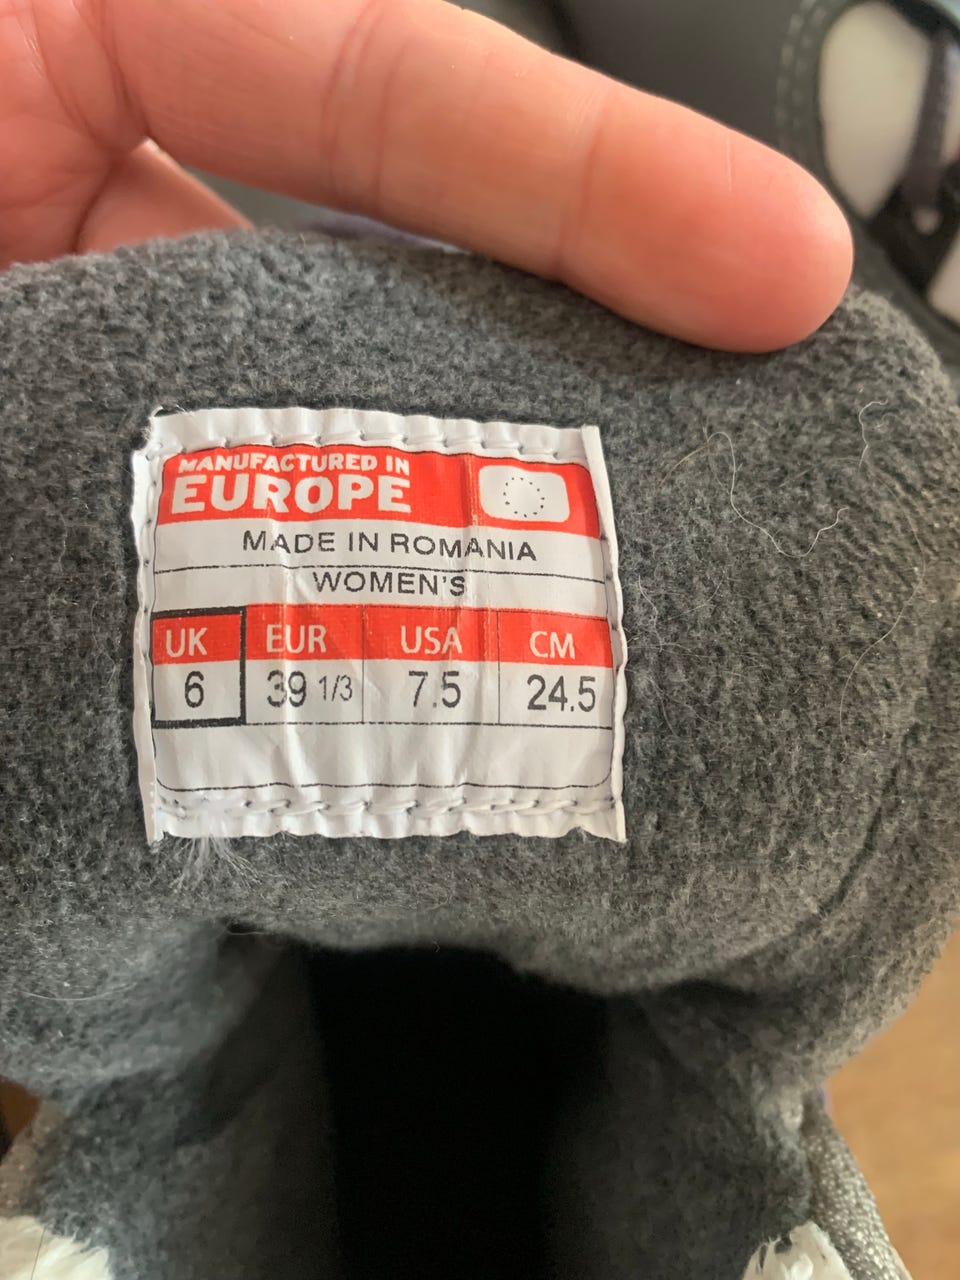 MANUFACTURED IN
EUROPE
MADE IN ROMANIA
WOMEN'S
UK EUR USA CM
6 39 1/3 7.5 24.5